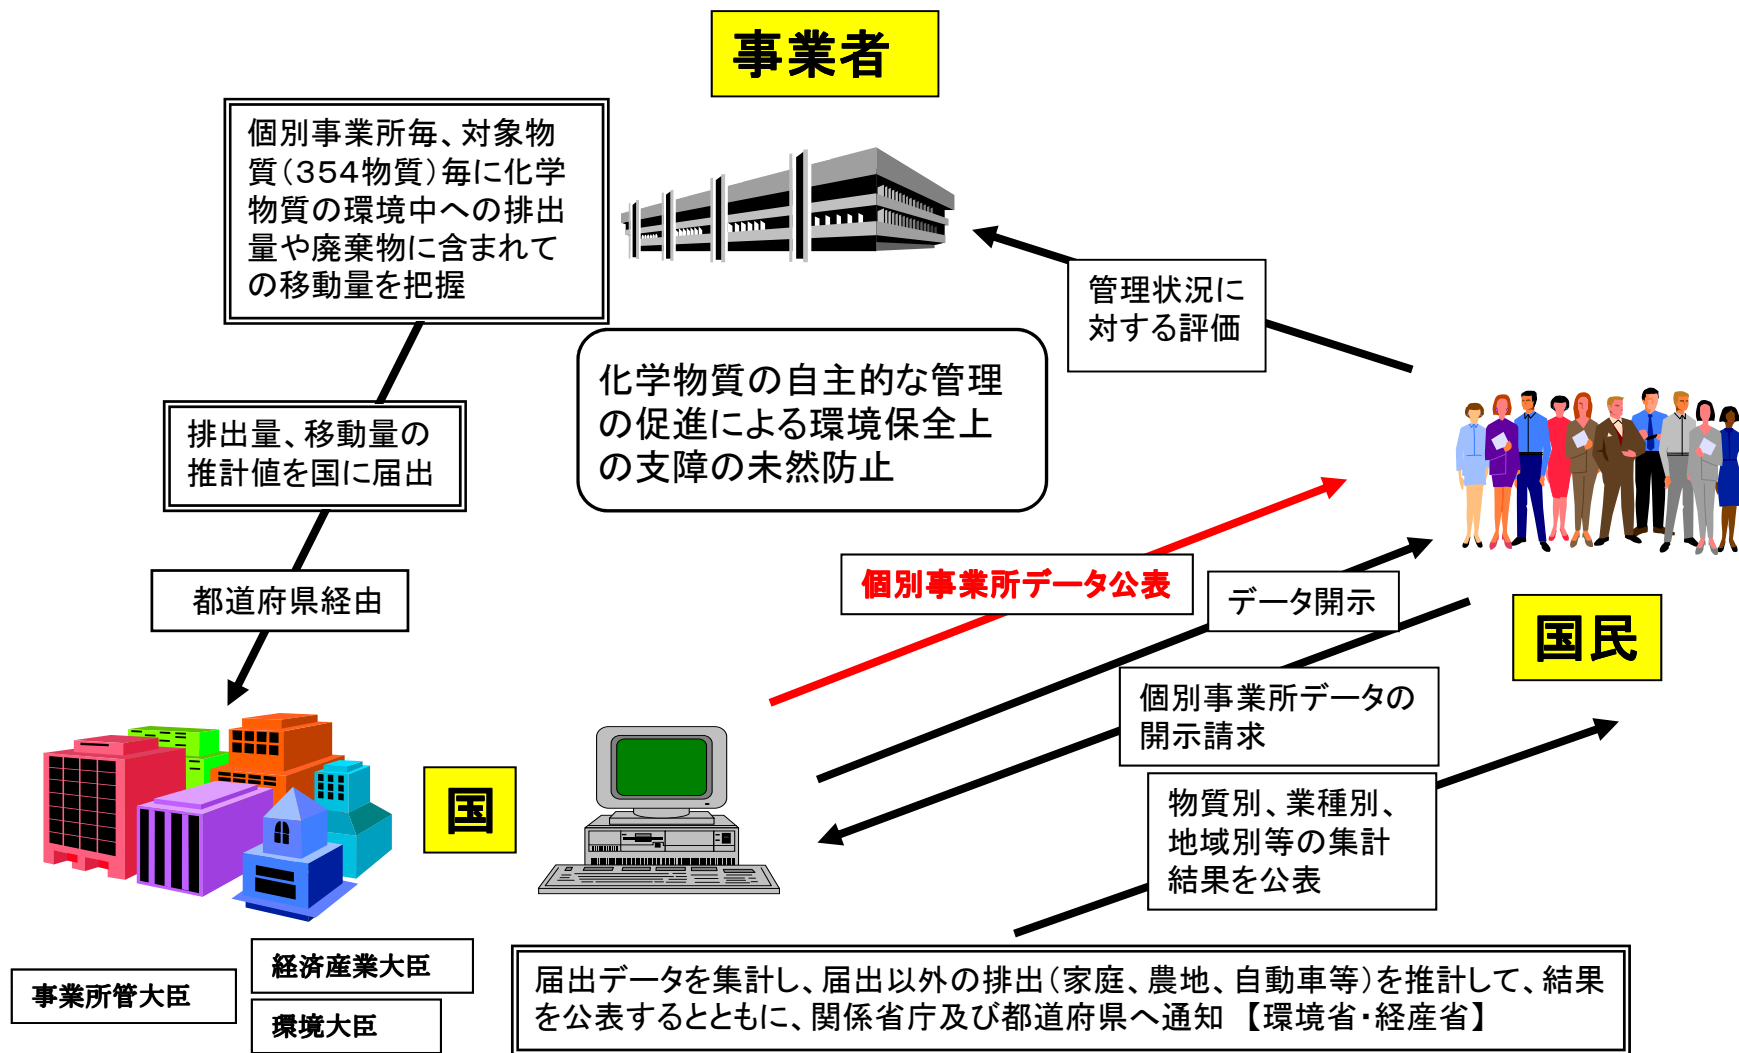 事業者
個別事業所毎、対象物
質(354物質)毎に化学
物質の環境中への排出
量や廃棄物に含まれて
の移動量を把握
管理状況に
対する評価
化学物質の自主的な管理
の促進による環境保全上
の支障の未然防止
排出量、移動量の
推計値を国に届出
都道府県経由
個別事業所データ公表
データ開示
国民
個別事業所データの
開示請求
国
物質別、業種別、
地域別等の集計
結果を公表
経済産業大臣
事業所管大臣
環境大臣
届出データを集計し、届出以外の排出(家庭、農地、自動車等)を推計して、結果
を公表するとともに、関係省庁及び都道府県へ通知 【環境省・経産省】